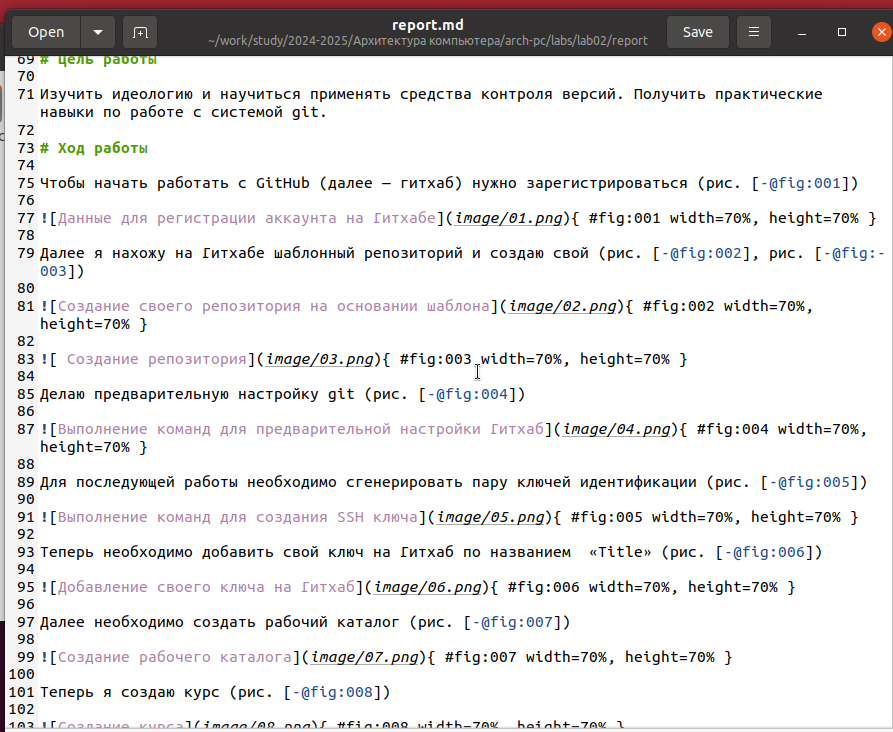 Open
report.md
~/work/study/2024-2025/Архитектура компьютера/arch-pc/labs/lab02/report
Save
69 # Цель работы
70
71 Изучить идеологию и научиться применять средства контроля версий. Получить практические
навыки по работе с системой git.
72
73 # Ход работы
74
75 Чтобы начать работать с GitHub (далее – гитхаб) нужно зарегистрироваться (рис. [-@fig:001])
76
77 ![Данные для регистрации аккаунта на Гитхабе](image/01.png){ #fig:001 width=70%, height=70% }
78
79 Далее я нахожу на Гитхабе шаблонный репозиторий и создаю свой (рис. [-@fig:002], рис. [-@fig:-
003])
80
81 ![Создание своего репозитория на основании шаблона](image/02.png){ #fig:002 width=70%,
height=70% }
82
83 ![ Создание репозитория](image/03.png){ #fig:003 width=70%, height=70% }
84
85 Делаю предварительную настройку git (рис. [-@fig:004])
86
87 ![Выполнение команд для предварительной настройки Гитхаб](image/04.png){ #fig:004 width=70%,
height=70% }
88
89 Для последующей работы необходимо сгенерировать пару ключей идентификации (рис. [-@fig:005])
90
91 ![Выполнение команд для создания SSH ключа](image/05.png){ #fig:005 width=70%, height=70% }
92
93 Теперь необходимо добавить свой ключ на Гитхаб по названием  «Title» (рис. [-@fig:006])
94
95 ![Добавление своего ключа на Гитхаб](image/06.png){ #fig:006 width=70%, height=70% }
96
97 Далее необходимо создать рабочий каталог (рис. [-@fig:007])
98
99 ![Создание рабочего каталога](image/07.png){ #fig:007 width=70%, height=70% }
100
101 Теперь я создаю курс (рис. [-@fig:008])
102
103 ![Создание курса](image/08.png){ #fig:008 width=70%, height=70% }